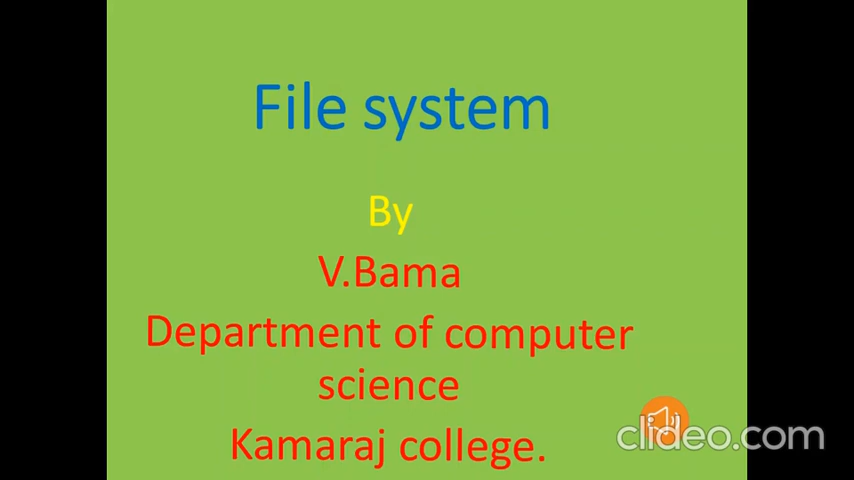 File system
By
V.Bama
Department of computer
science
Kamaraj college.
clideo.com